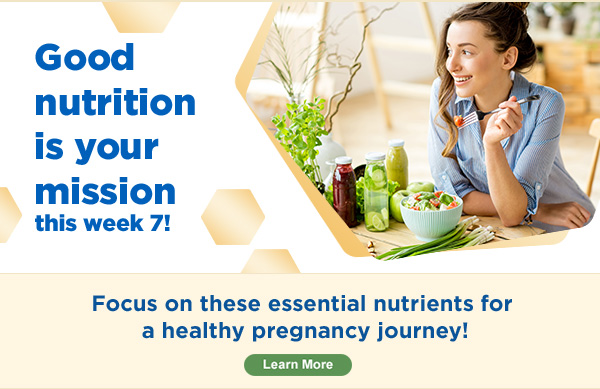 Good
nutrition
is your
mission
this week 7!
Focus on these essential nutrients for
a healthy pregnancy journey!
Learn More